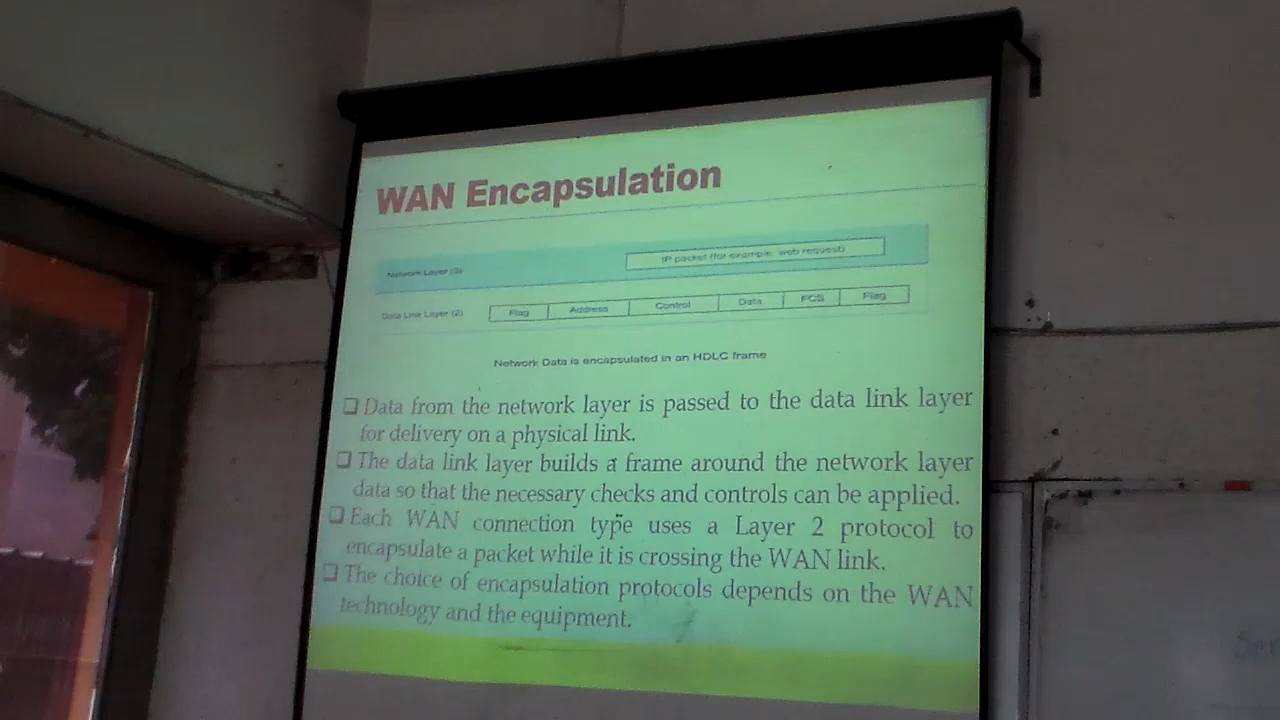 WAN Encapsulation
Network Layer (3)
IP packet (for example, web request)
Data Link Layer (2)
Flag Address Control Data FCS Flag
Network Data is encapsulated in an HDLC frame
❑ Data from the network layer is passed to the data link layer
for delivery on a physical link.
❑ The data link layer builds a frame around the network layer
data so that the necessary checks and controls can be applied.
❑ Each WAN connection type uses a Layer 2 protocol to
encapsulate a packet while it is crossing the WAN link.
❑ The choice of encapsulation protocols depends on the WAN
technology and the equipment.